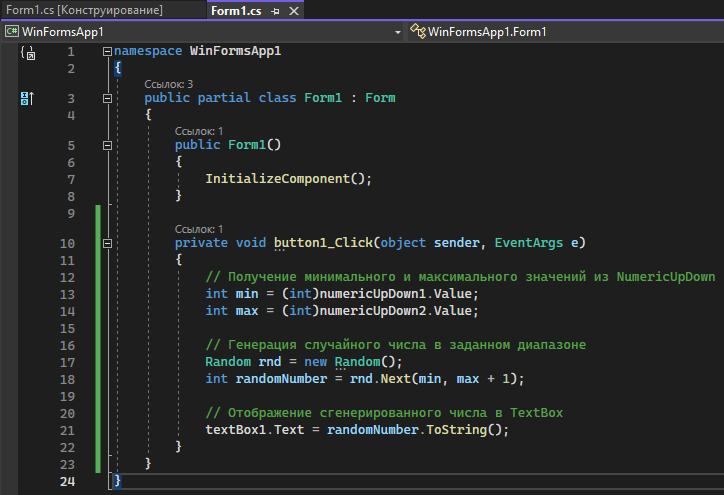 Form1.cs [Конструирование]
Form1.cs
C# WinFormsApp1
WinFormsApp1.Form1
1 namespace WinFormsApp1
2 {
Ссылок: 3
3 public partial class Form1 : Form
4 {
Ссылок: 1
5 public Form1()
6 {
7 InitializeComponent();
8 }
9
Ссылок: 1
10 private void button1_Click(object sender, EventArgs e)
11 {
12 // Получение минимального и максимального значений из NumericUpDown
13 int min = (int)numericUpDown1.Value;
14 int max = (int)numericUpDown2.Value;
15
16 // Генерация случайного числа в заданном диапазоне
17 Random rnd = new Random();
18 int randomNumber = rnd.Next(min, max + 1);
19
20 // Отображение сгенерированного числа в TextBox
21 textBox1.Text = randomNumber.ToString();
22 }
23 }
24 }